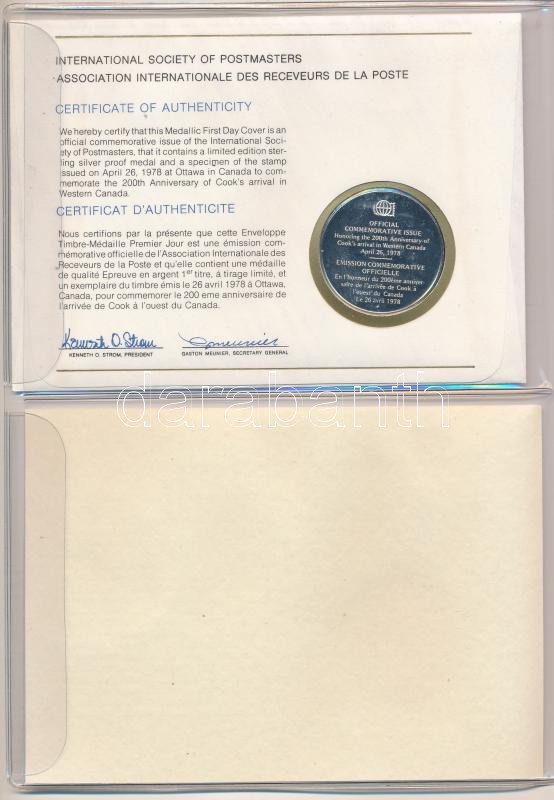 INTERNATIONAL SOCIETY OF POSTMASTERS
ASSOCIATION INTERNATIONALE DES RECEVEURS DE LA POSTE
CERTIFICATE OF AUTHENTICITY
We hereby certify that this Medallic First Day Cover is an
official commemorative issue of the International Soci-
ety of Postmasters, that it contains a limited edition ster-
ling silver proof medal and a specimen of the stamp
issued on April 26, 1978 at Ottawa in Canada to com-
memorate the 200th Anniversary of Cook's arrival in
Western Canada.
CERTIFICAT D'AUTHENTICITE
Nous certifions par la présente que cette Enveloppe
Timbre-Médaille Premier Jour est une émission com-
mémorative officielle de l'Association Internationale des
Receveurs de la Poste et qu'elle contient une médaille
de qualité Epreuve en argent 1er titre, á tirage limité, et
un exemplaire du timbre émis le 26 avril 1978 à Ottawa,
Canada, pour commemorer le 200 eme anniversaire de
l'arrivée de Cook á l'ouest du Canada.
Kenneth O. Strom
KENNETH O. STROM, PRESIDENT
GASTON MEUNIER, SECRETARY GENERAL
OFFICIAL
COMMEMORATIVE ISSUE
Honoring the 200th Anniversary of
Cook's arrival in Western Canada
April 26, 1978
EMISSION COMMEMORATIVE
OFFICIELLE
En l'honneur du 200ème anniver-
saire de l'arrivée de Cook á
l'ouest du Canada
Le 26 avril 1978
darabanth